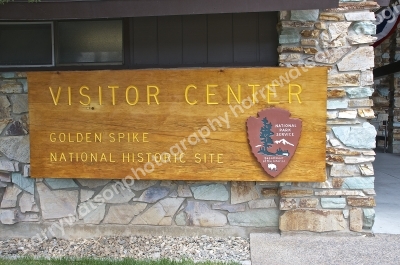 VISITOR CENTER
GOLDEN SPIKE
NATIONAL HISTORIC SITE
NATIONAL
PARK
SERVICE